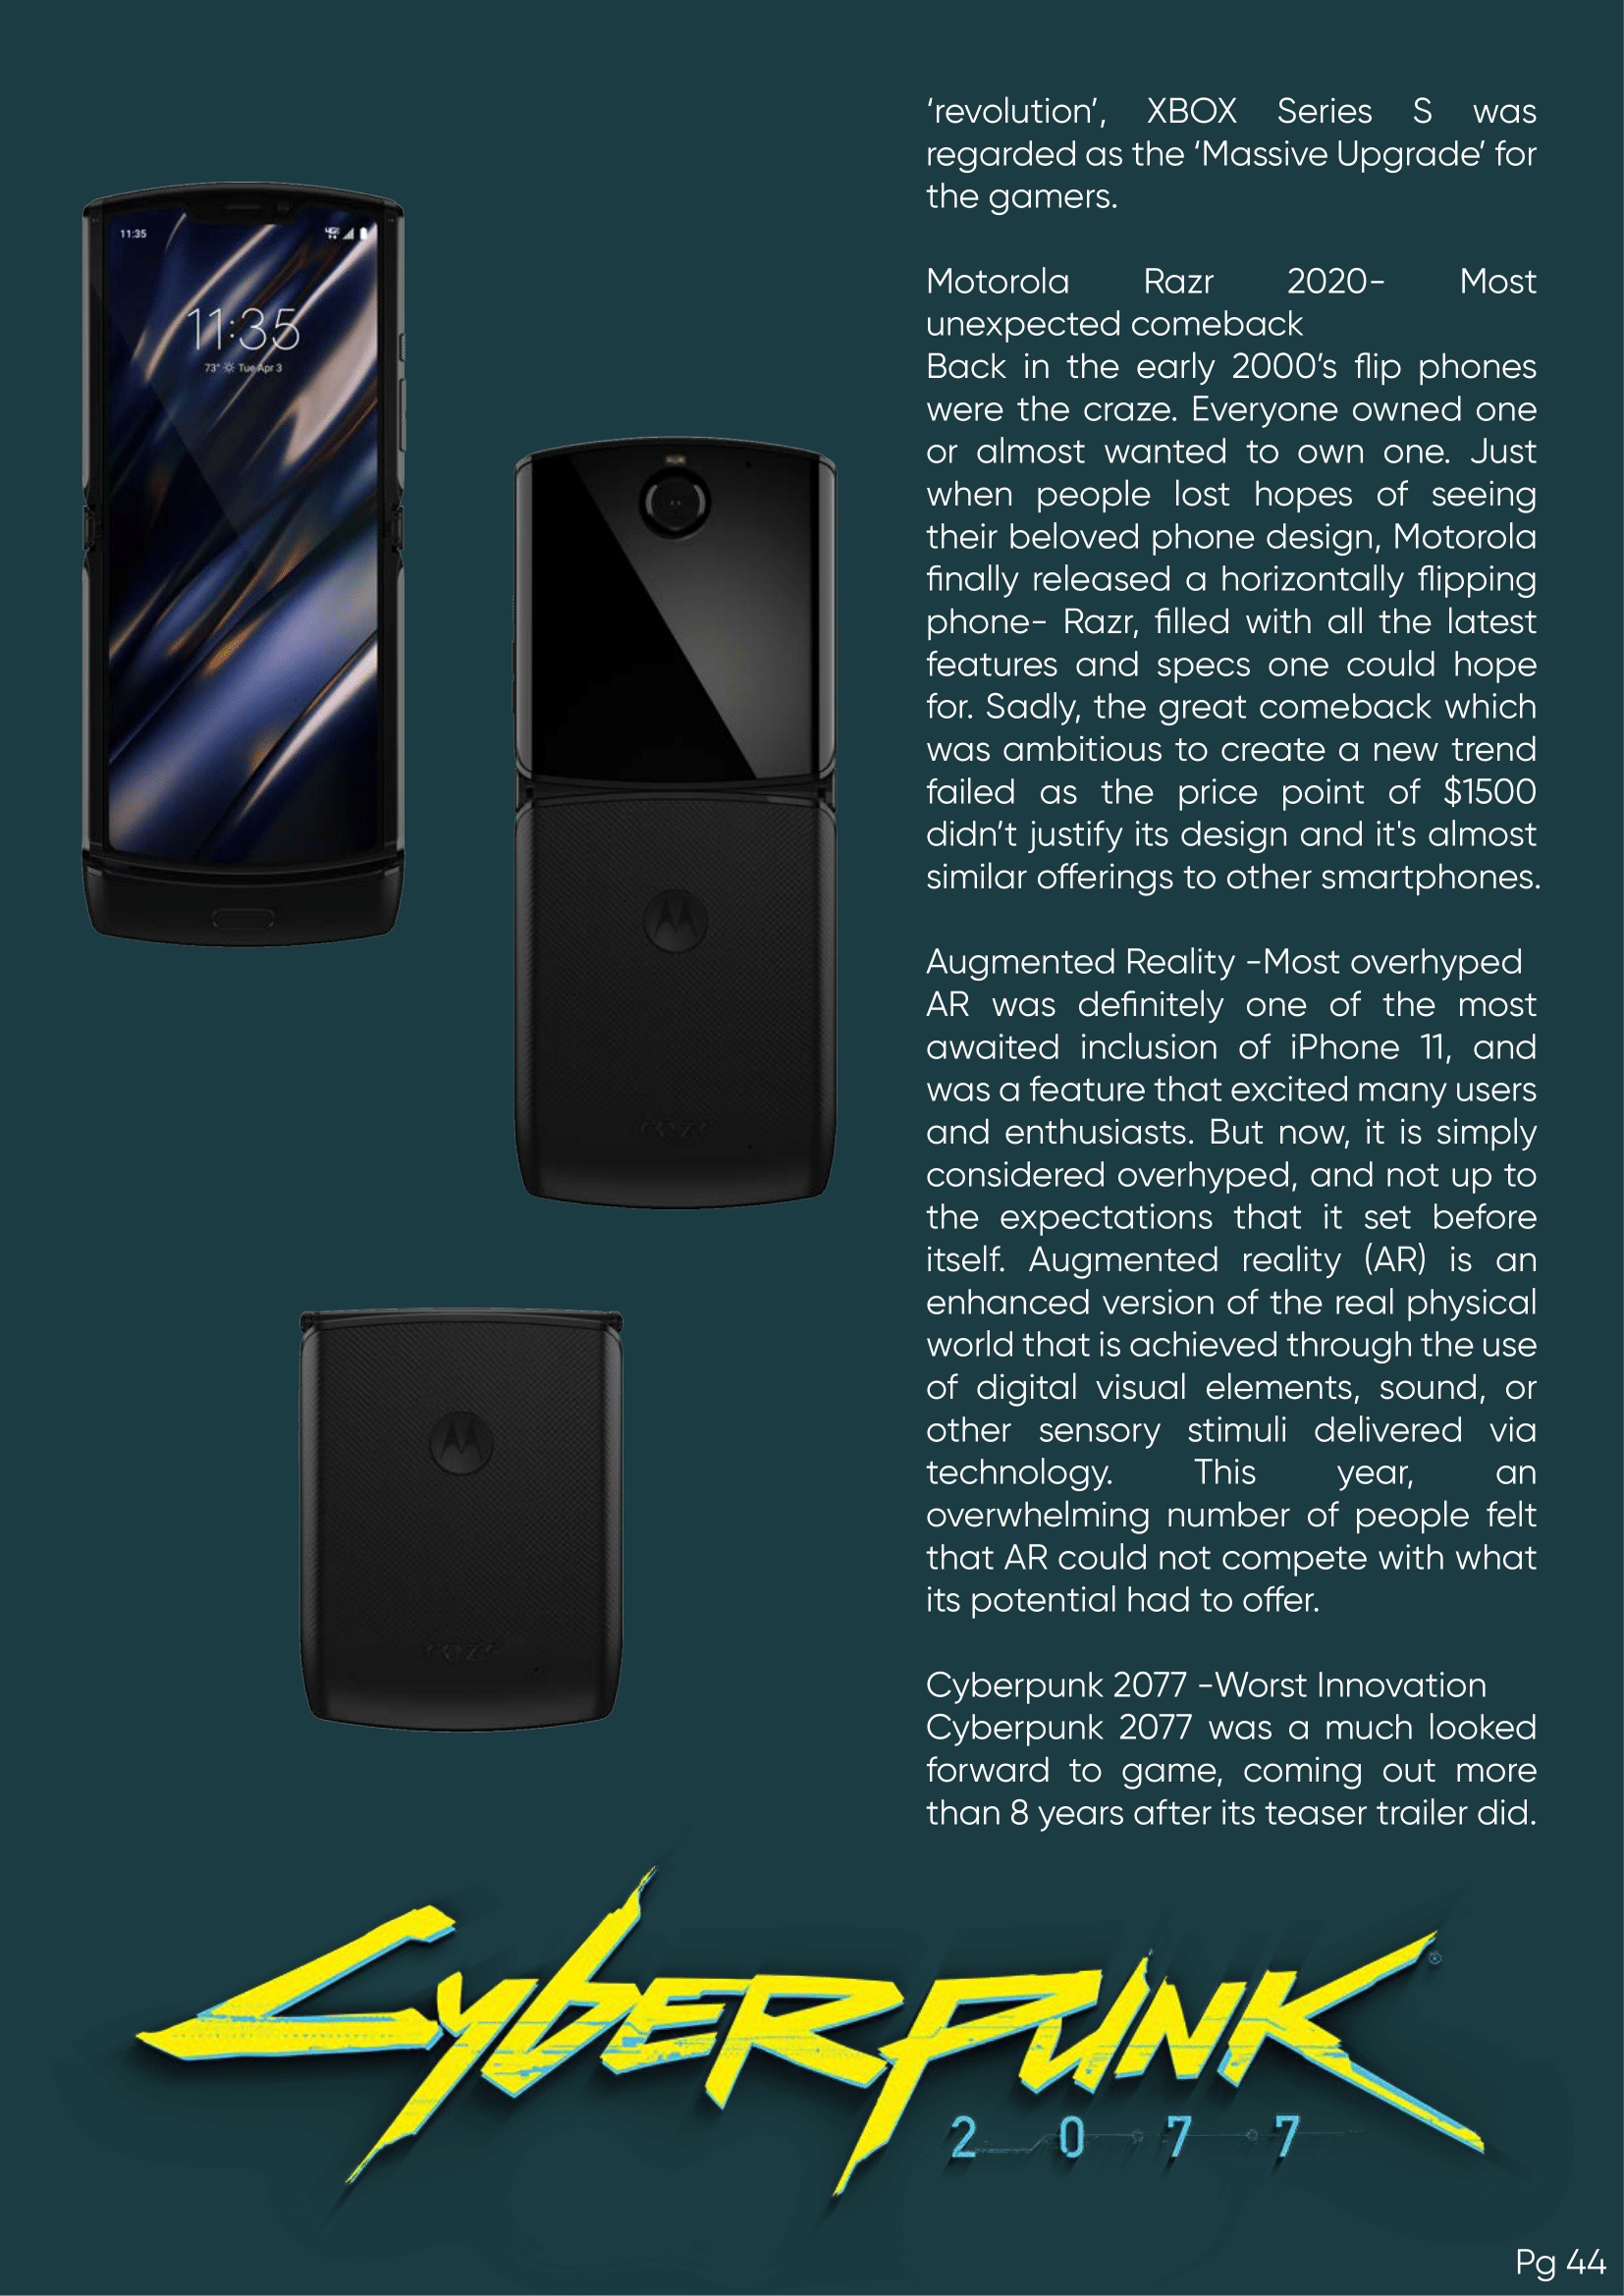 ‘revolution’, XBOX Series S was
regarded as the ‘Massive Upgrade’ for
the gamers.
Motorola Razr 2020- Most
unexpected comeback
Back in the early 2000’s flip phones
were the craze. Everyone owned one
or almost wanted to own one. Just
when people lost hopes of seeing
their beloved phone design, Motorola
finally released a horizontally flipping
phone- Razr, filled with all the latest
features and specs one could hope
for. Sadly, the great comeback which
was ambitious to create a new trend
failed as the price point of $1500
didn’t justify its design and it's almost
similar offerings to other smartphones.
Augmented Reality -Most overhyped
AR was definitely one of the most
awaited inclusion of iPhone 11, and
was a feature that excited many users
and enthusiasts. But now, it is simply
considered overhyped, and not up to
the expectations that it set before
itself. Augmented reality (AR) is an
enhanced version of the real physical
world that is achieved through the use
of digital visual elements, sound, or
other sensory stimuli delivered via
technology. This year, an
overwhelming number of people felt
that AR could not compete with what
its potential had to offer.
Cyberpunk 2077 -Worst Innovation
Cyberpunk 2077 was a much looked
forward to game, coming out more
than 8 years after its teaser trailer did.
11:35
11:35
73° Tue Apr 3
razr
razr
CYBERPUNK
2077
Pg 44